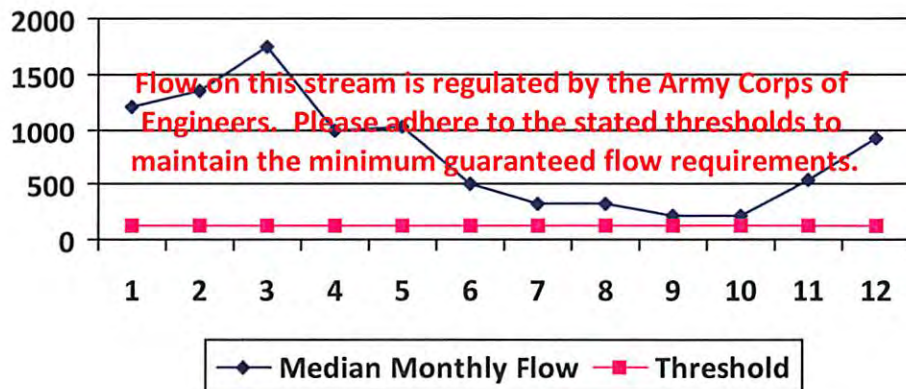 2000
1500
1000
500
0
Flow on this stream is regulated by the Army Corps of
Engineers. Please adhere to the stated thresholds to
maintain the minimum guaranteed flow requirements.
1 2 3 4 5 6 7 8 9 10 11 12
Median Monthly Flow Threshold